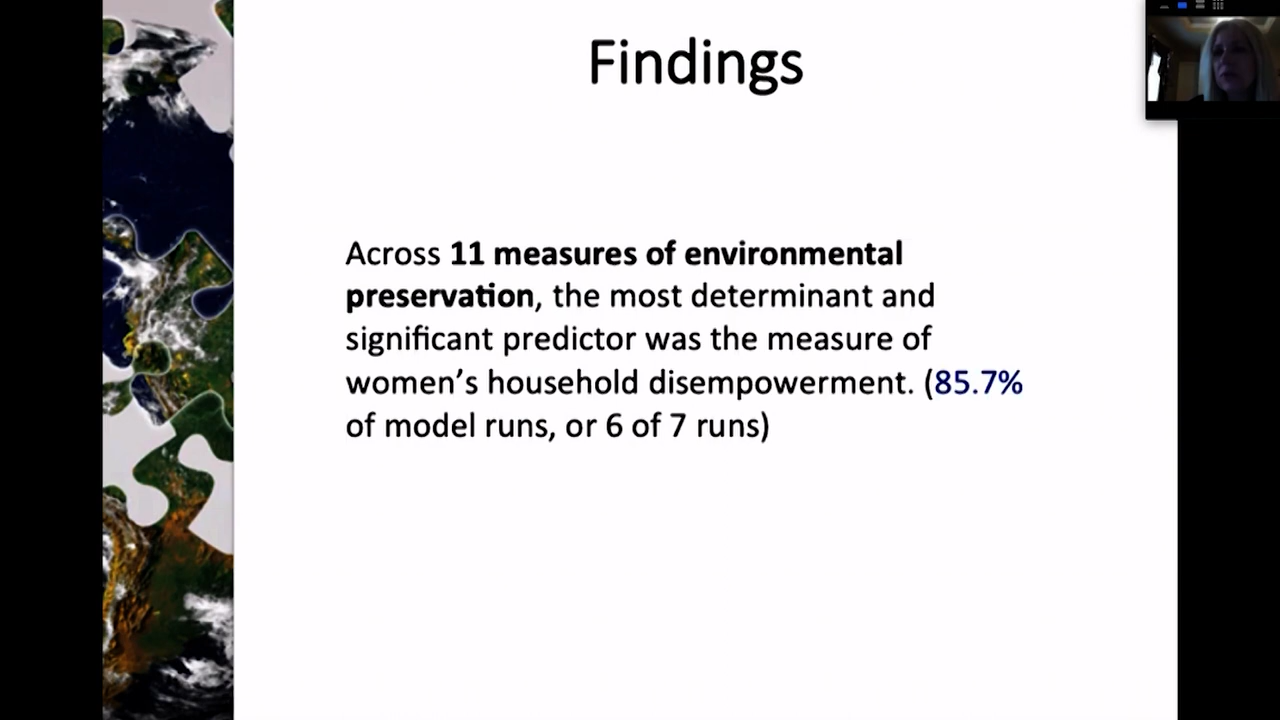 Findings
Across 11 measures of environmental
preservation, the most determinant and
significant predictor was the measure of
women’s household disempowerment. (85.7%
of model runs, or 6 of 7 runs)